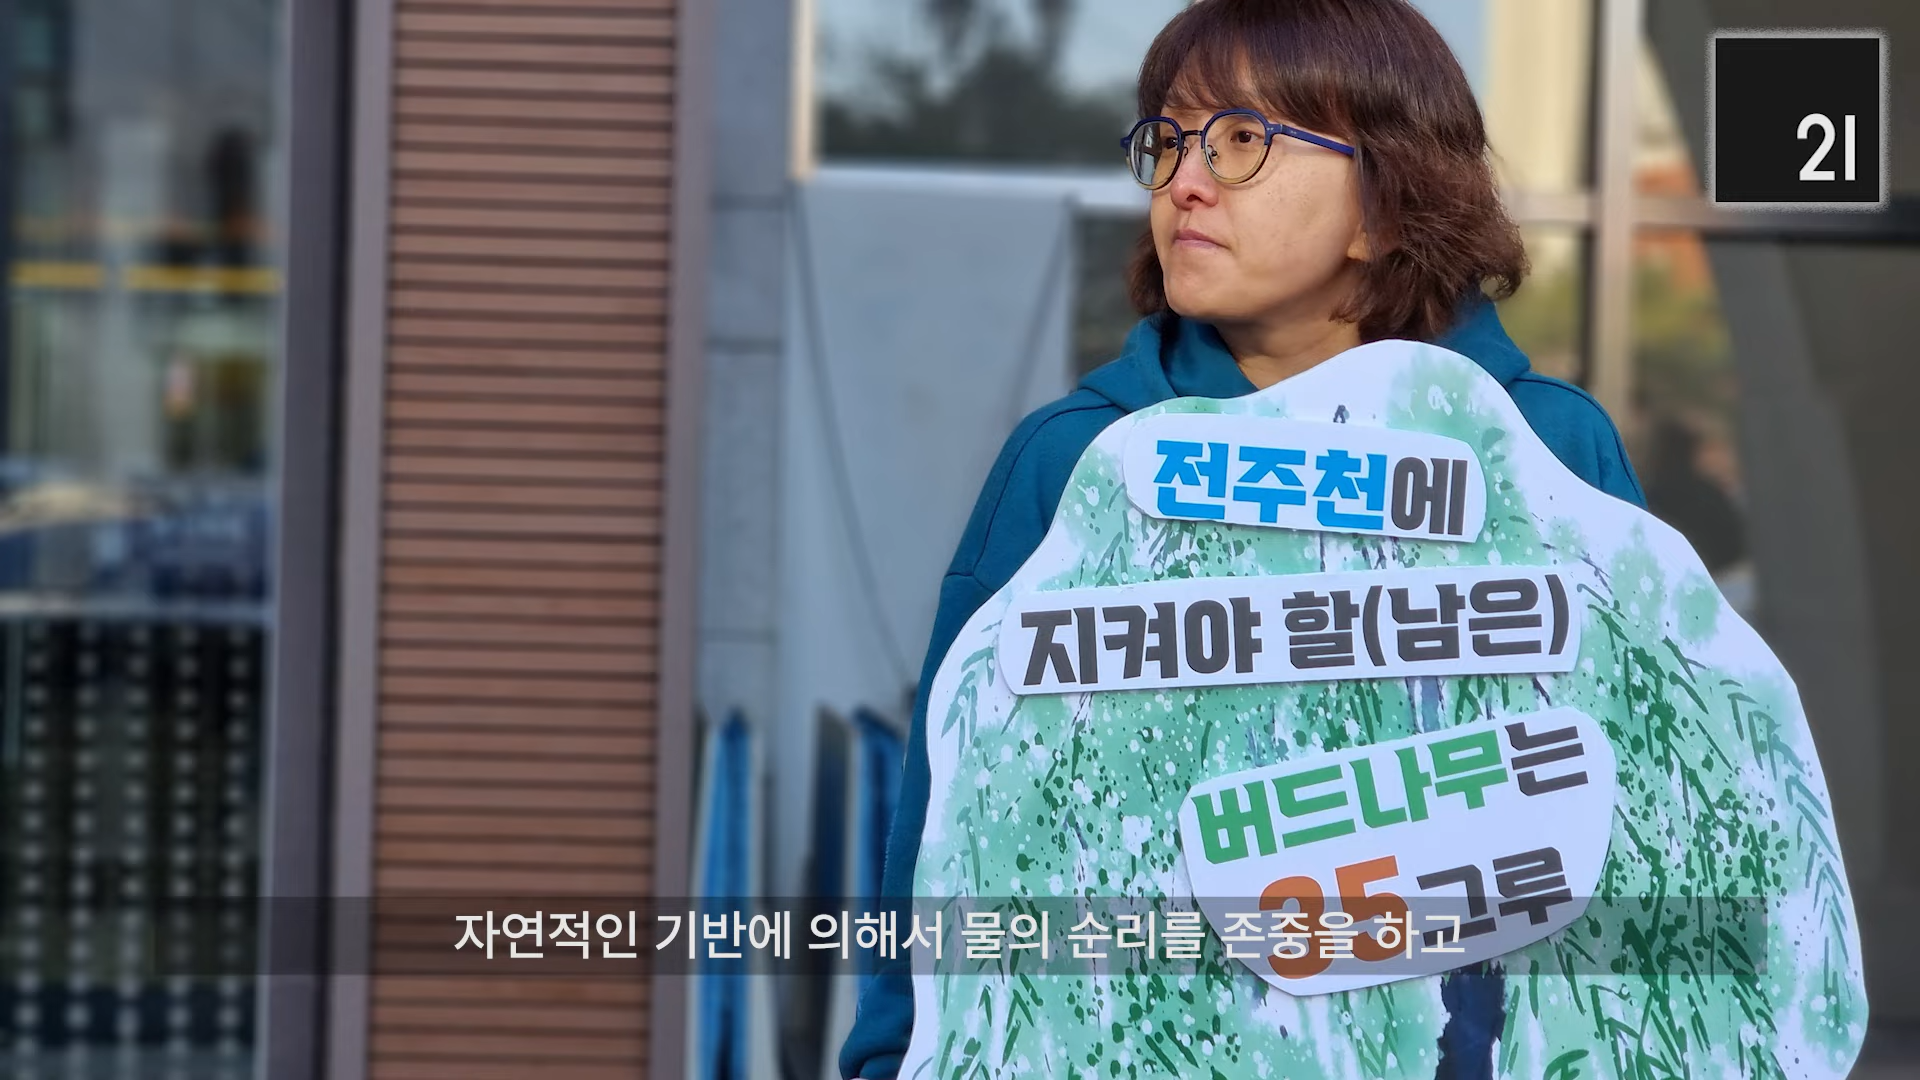 21
전주천에
지켜야 할(남은)
버드나무는
35그루
자연적인 기반에 의해서 물의 순리를 존중을 하고